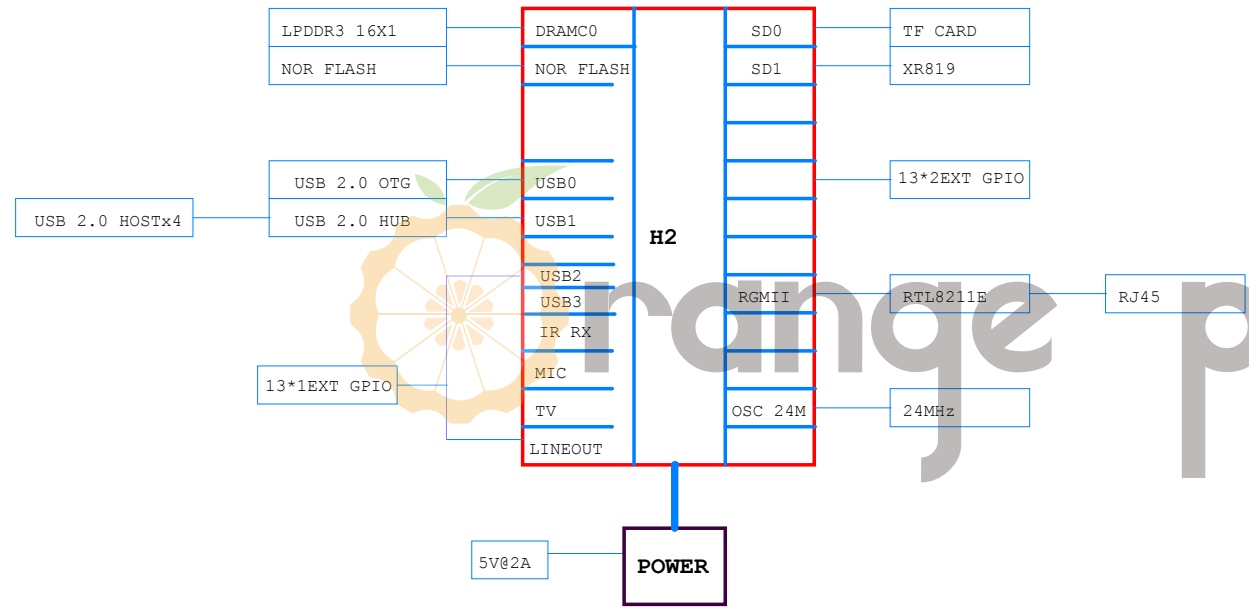 LPDDR3 16X1
DRAMC0
SD0
TF CARD
NOR FLASH
NOR FLASH
SD1
XR819
USB 2.0 OTG
USB0
13*2EXT GPIO
USB 2.0 HOSTx4
USB 2.0 HUB
USB1
H2
USB2
USB3
RGMII
RTL8211E
RJ45
IR RX
range p
MIC
13*1EXT GPIO
TV
OSC 24M
24MHz
LINEOUT
5V@2A
POWER